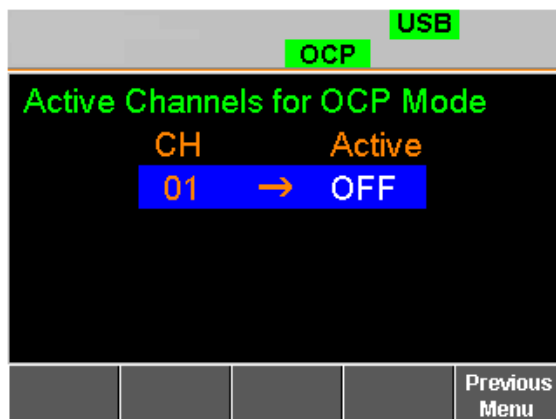 USB
OCP
Active Channels for OCP Mode
CH Active
01 → OFF
Previous
Menu